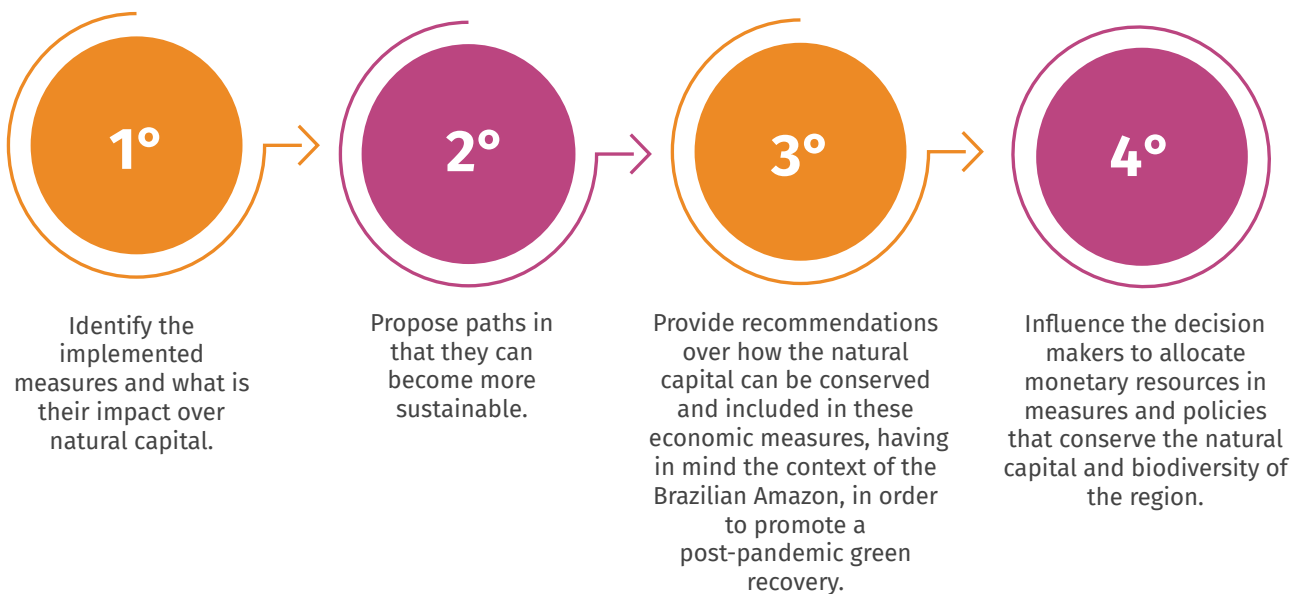 1°
Identify the
implemented
measures and what is
their impact over
natural capital.
2°
Propose paths in
that they can
become more
sustainable.
3°
Provide recommendations
over how the natural
capital can be conserved
and included in these
economic measures, having
in mind the context of the
Brazilian Amazon, in order
to promote a
post-pandemic green
recovery.
4°
Influence the decision
makers to allocate
monetary resources in
measures and policies
that conserve the natural
capital and biodiversity of
the region.